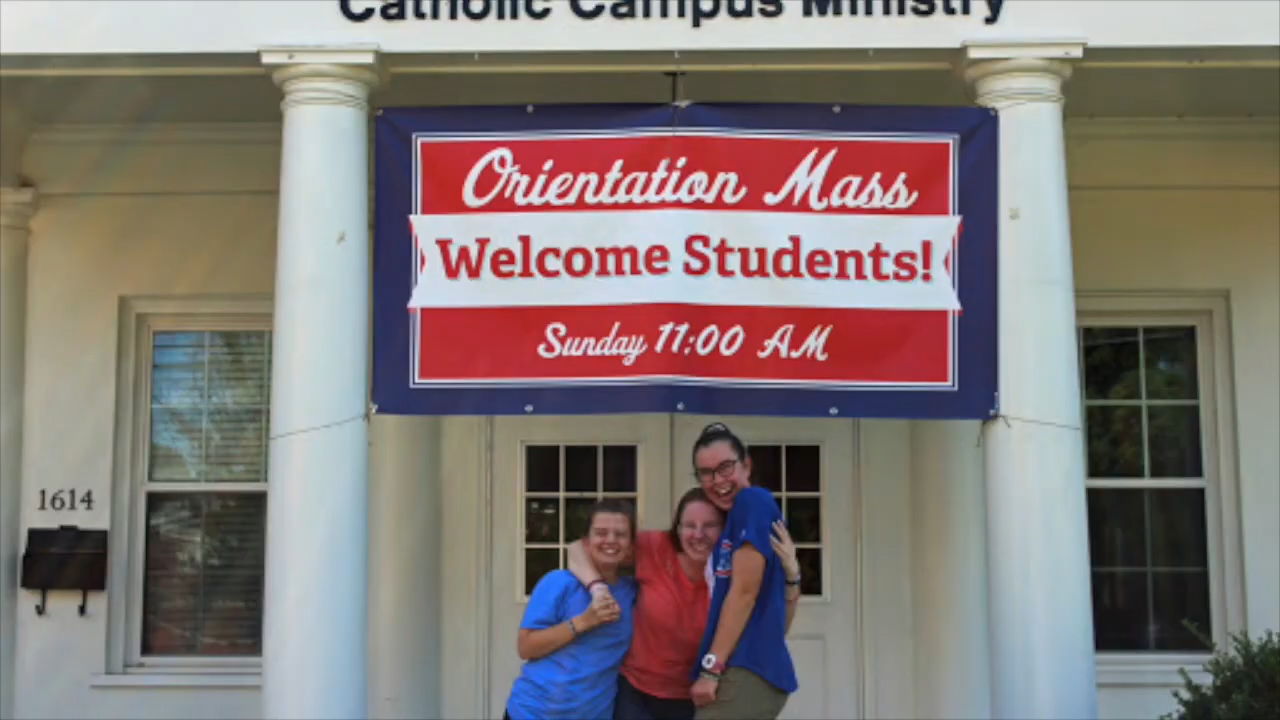 Catholic Campus Ministry
Orientation Mass
Welcome Students!
Sunday 11:00 AM
1614